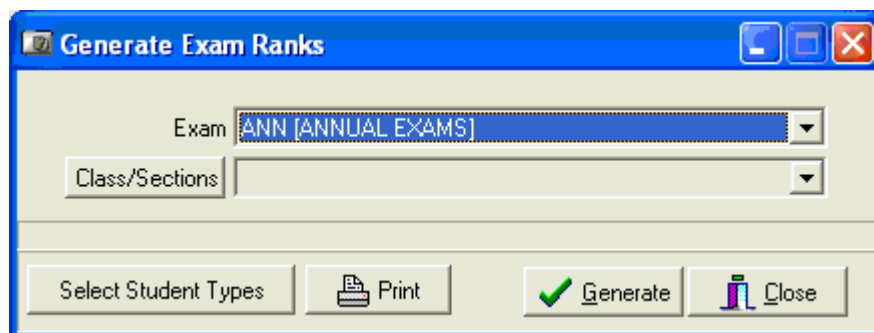 Generate Exam Ranks
Exam ANN [ANNUAL EXAMS]
Class/Sections
Select Student Types Print Generate Close